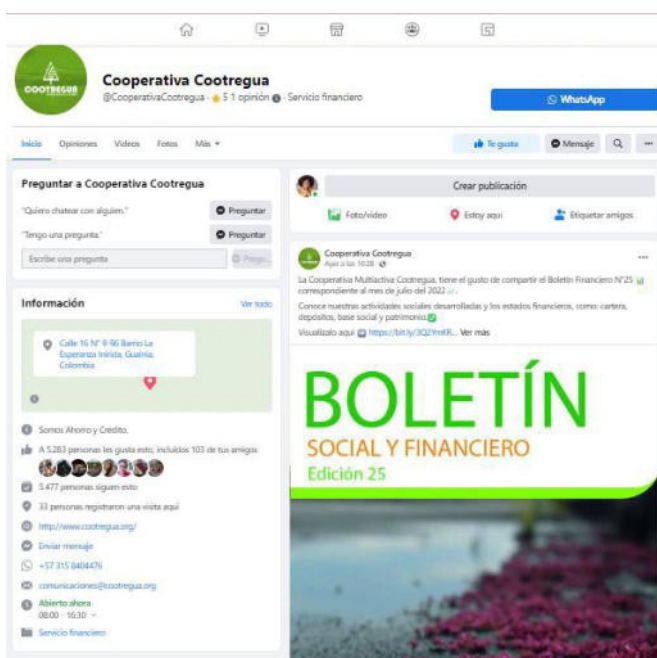 COOTREGUA
Cooperativa Cootregua
@CooperativaCootregua · 5 1 opinión · Servicio financiero
WhatsApp
Inicio Opiniones Videos Fotos Más
Te gusta Mensaje
Preguntar a Cooperativa Cootregua
"Quiero chatear con alguien." Preguntar
"Tengo una pregunta." Preguntar
Escribe una pregunta Pregu...
Información Ver todo
Calle 16 N° 9-96 Barrio La
Esperanza Inirida, Guainía,
Colombia
Somos Ahorro y Credito.
A 5.283 personas les gusta esto, incluidos 103 de tus amigos
5.477 personas siguen esto
33 personas registraron una visita aquí
http://www.cootregua.org/
Enviar mensaje
+57 315 8404476
comunicaciones@cootregua.org
Abierto ahora
08:00 - 16:30
Servicio financiero
Crear publicación
Foto/video Estoy aquí Etiquetar amigos
Cooperativa Cootregua
Ayer a las 10:28
La Cooperativa Multiactiva Cootregua, tiene el gusto de compartir el Boletín Financiero N°25
correspondiente al mes de julio del 2022
Conoce nuestras actividades sociales desarrolladas y los estados financieros, como: cartera,
depósitos, base social y patrimonio.
Visualízalo aquí Ver más
BOLETÍN
SOCIAL Y FINANCIERO
Edición 25